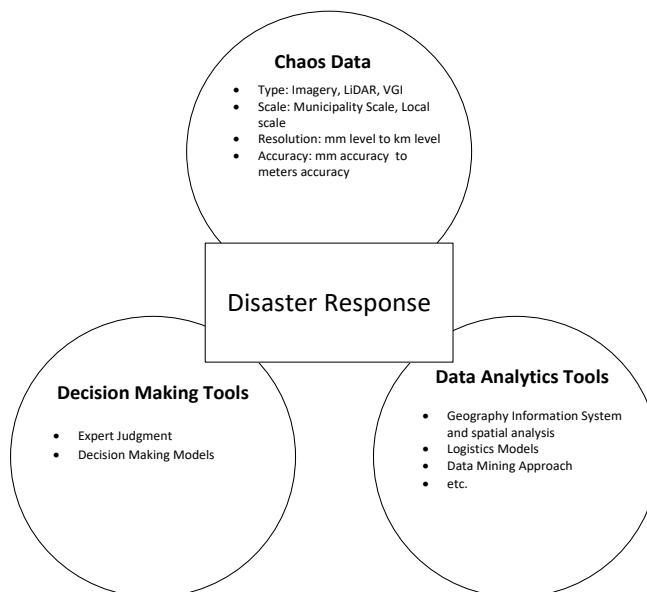 Chaos Data
• Type: Imagery, LiDAR, VGI
• Scale: Municipality Scale, Local
scale
• Resolution: mm level to km level
• Accuracy: mm accuracy to
meters accuracy
Disaster Response
Decision Making Tools
• Expert Judgment
• Decision Making Models
Data Analytics Tools
• Geography Information System
and spatial analysis
• Logistics Models
• Data Mining Approach
• etc.